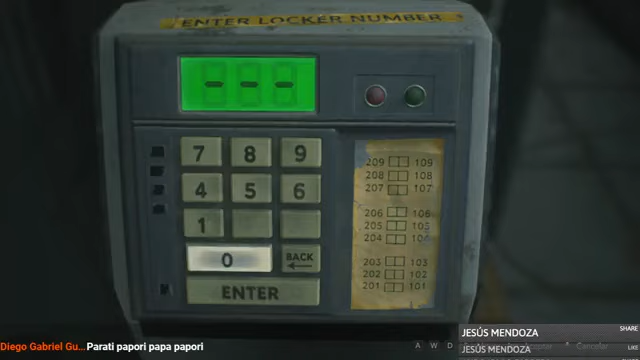 ENTER LOCKER NUMBER
- - -
7 8 9
4 5 6
1
0 BACK
ENTER
209 109
208 108
207 107
206 106
205 105
204
203 103
202 102
201 101
JESÚS MENDOZA SHARE
Diego Gabriel Gu... Parati papori papa papori
A W D Aceptar Cancelar
JESÚS MENDOZA LIKE